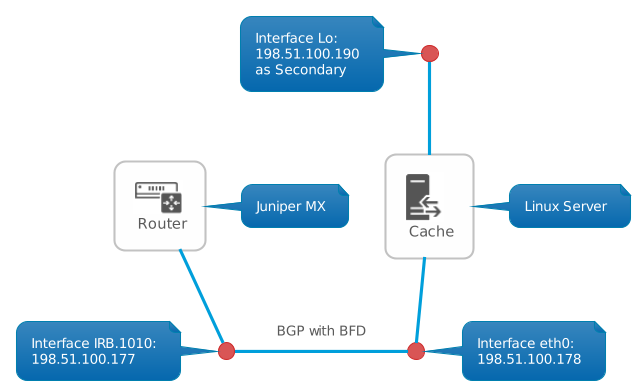 Interface Lo:
198.51.100.190
as Secondary
Router
Juniper MX
Cache
Linux Server
BGP with BFD
Interface IRB.1010:
198.51.100.177
Interface eth0:
198.51.100.178